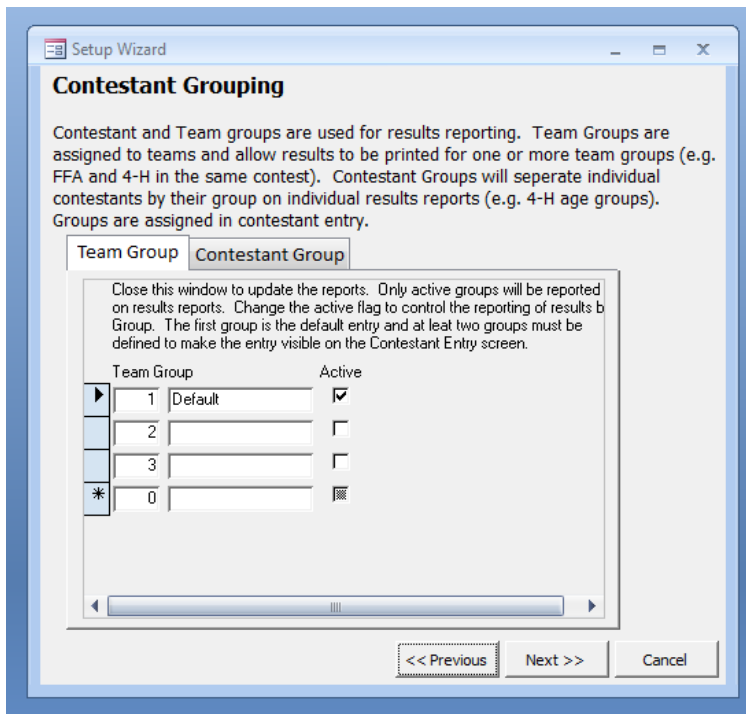 Setup Wizard
Contestant Grouping
Contestant and Team groups are used for results reporting.  Team Groups are
assigned to teams and allow results to be printed for one or more team groups (e.g.
FFA and 4-H in the same contest).  Contestant Groups will seperate individual
contestants by their group on individual results reports (e.g. 4-H age groups).
Groups are assigned in contestant entry.
Team Group Contestant Group
Close this window to update the reports.  Only active groups will be reported
on results reports.  Change the active flag to control the reporting of results b
Group.  The first group is the default entry and at leat two groups must be
defined to make the entry visible on the Contestant Entry screen.
Team Group Active
1 Default
2
3
* 0
<< Previous Next >> Cancel